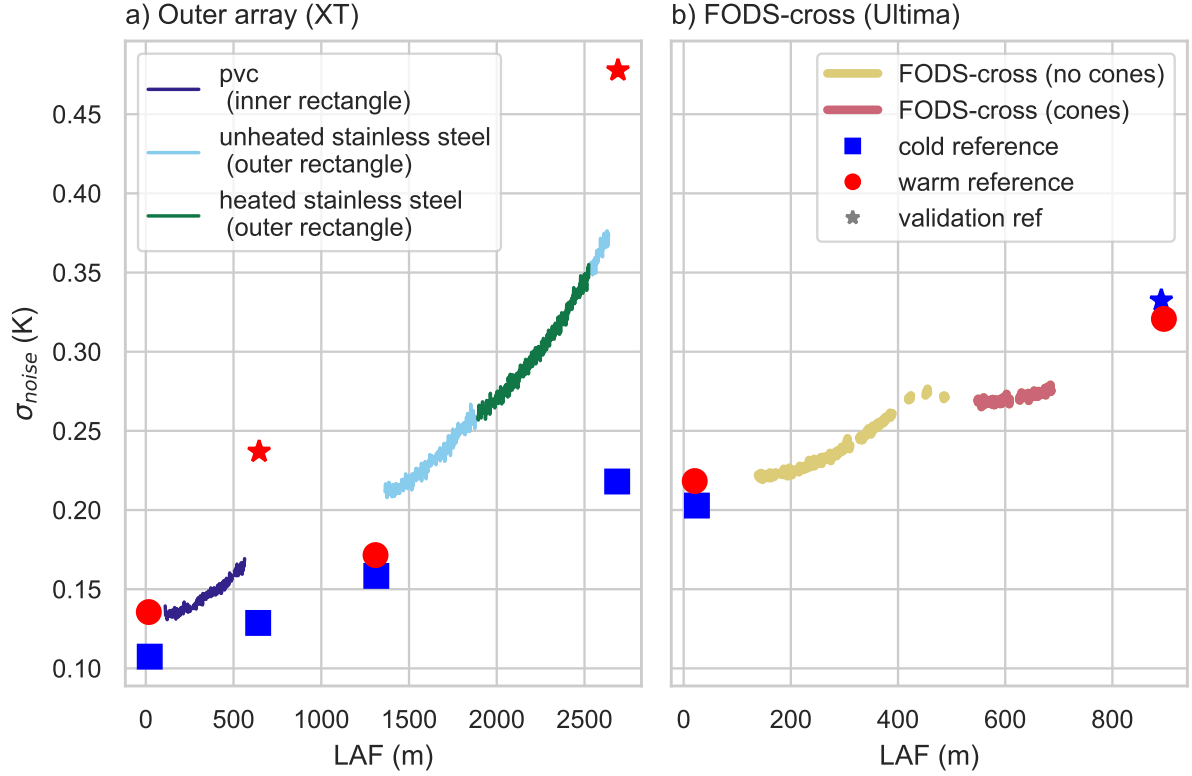 a) Outer array (XT)
pvc
(inner rectangle)
unheated stainless steel
(outer rectangle)
heated stainless steel
(outer rectangle)
σnoise (K)
0.45
0.40
0.35
0.30
0.25
0.20
0.15
0.10
0 500 1000 1500 2000 2500
LAF (m)
b) FODS-cross (Ultima)
FODS-cross (no cones)
FODS-cross (cones)
cold reference
warm reference
validation ref
0 200 400 600 800
LAF (m)